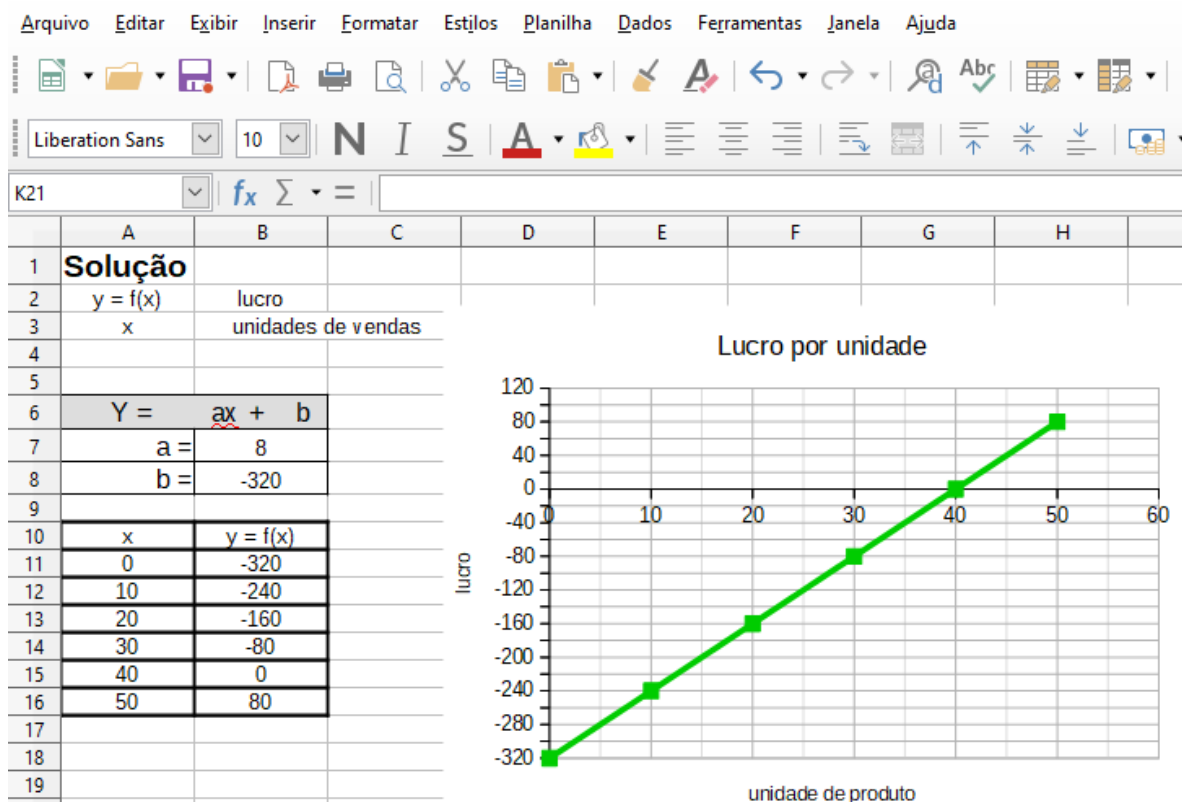 Arquivo Editar Exibir Inserir Formatar Estilos Planilha Dados Ferramentas Janela Ajuda
Abc
Liberation Sans 10 N I S A
K21 fx Σ =
A B C D E F G H
1 Solução
2 y = f(x) lucro
3 x unidades de vendas
4
5
6 Y = ax + b
7 a = 8
8 b = -320
9
10 x y = f(x)
11 0 -320
12 10 -240
13 20 -160
14 30 -80
15 40 0
16 50 80
17
18
19
Lucro por unidade
120
80
40
0
-40
-80
-120
-160
-200
-240
-280
-320
0 10 20 30 40 50 60
lucro
unidade de produto